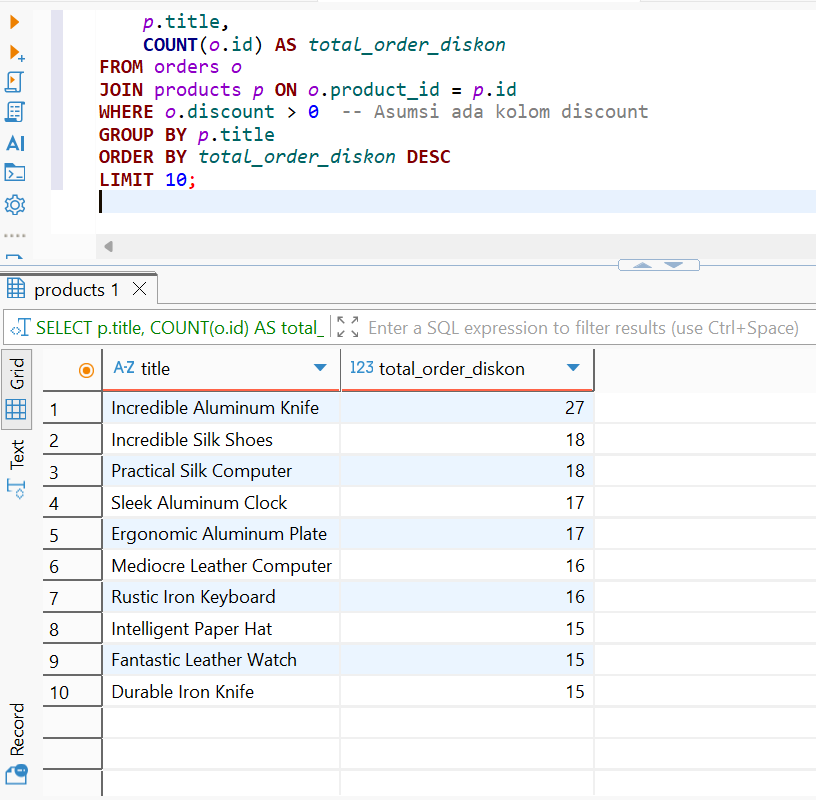 p.title,
COUNT(o.id) AS total_order_diskon
FROM orders o
JOIN products p ON o.product_id = p.id
WHERE o.discount > 0  -- Asumsi ada kolom discount
GROUP BY p.title
ORDER BY total_order_diskon DESC
LIMIT 10;
AI
products 1
SELECT p.title, COUNT(o.id) AS total_
Enter a SQL expression to filter results (use Ctrl+Space)
Grid
Text
Record
A-Z title 123 total_order_diskon
1 Incredible Aluminum Knife 27
2 Incredible Silk Shoes 18
3 Practical Silk Computer 18
4 Sleek Aluminum Clock 17
5 Ergonomic Aluminum Plate 17
6 Mediocre Leather Computer 16
7 Rustic Iron Keyboard 16
8 Intelligent Paper Hat 15
9 Fantastic Leather Watch 15
10 Durable Iron Knife 15